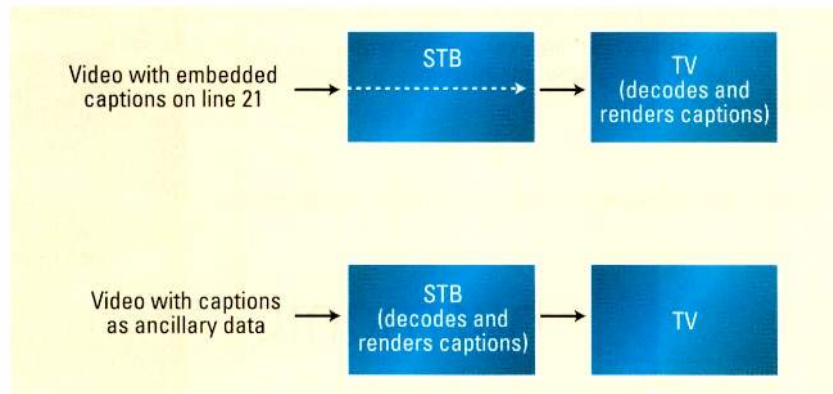 Video with embedded
captions on line 21
STB
TV
(decodes and
renders captions)
Video with captions
as ancillary data
STB
(decodes and
renders captions)
TV